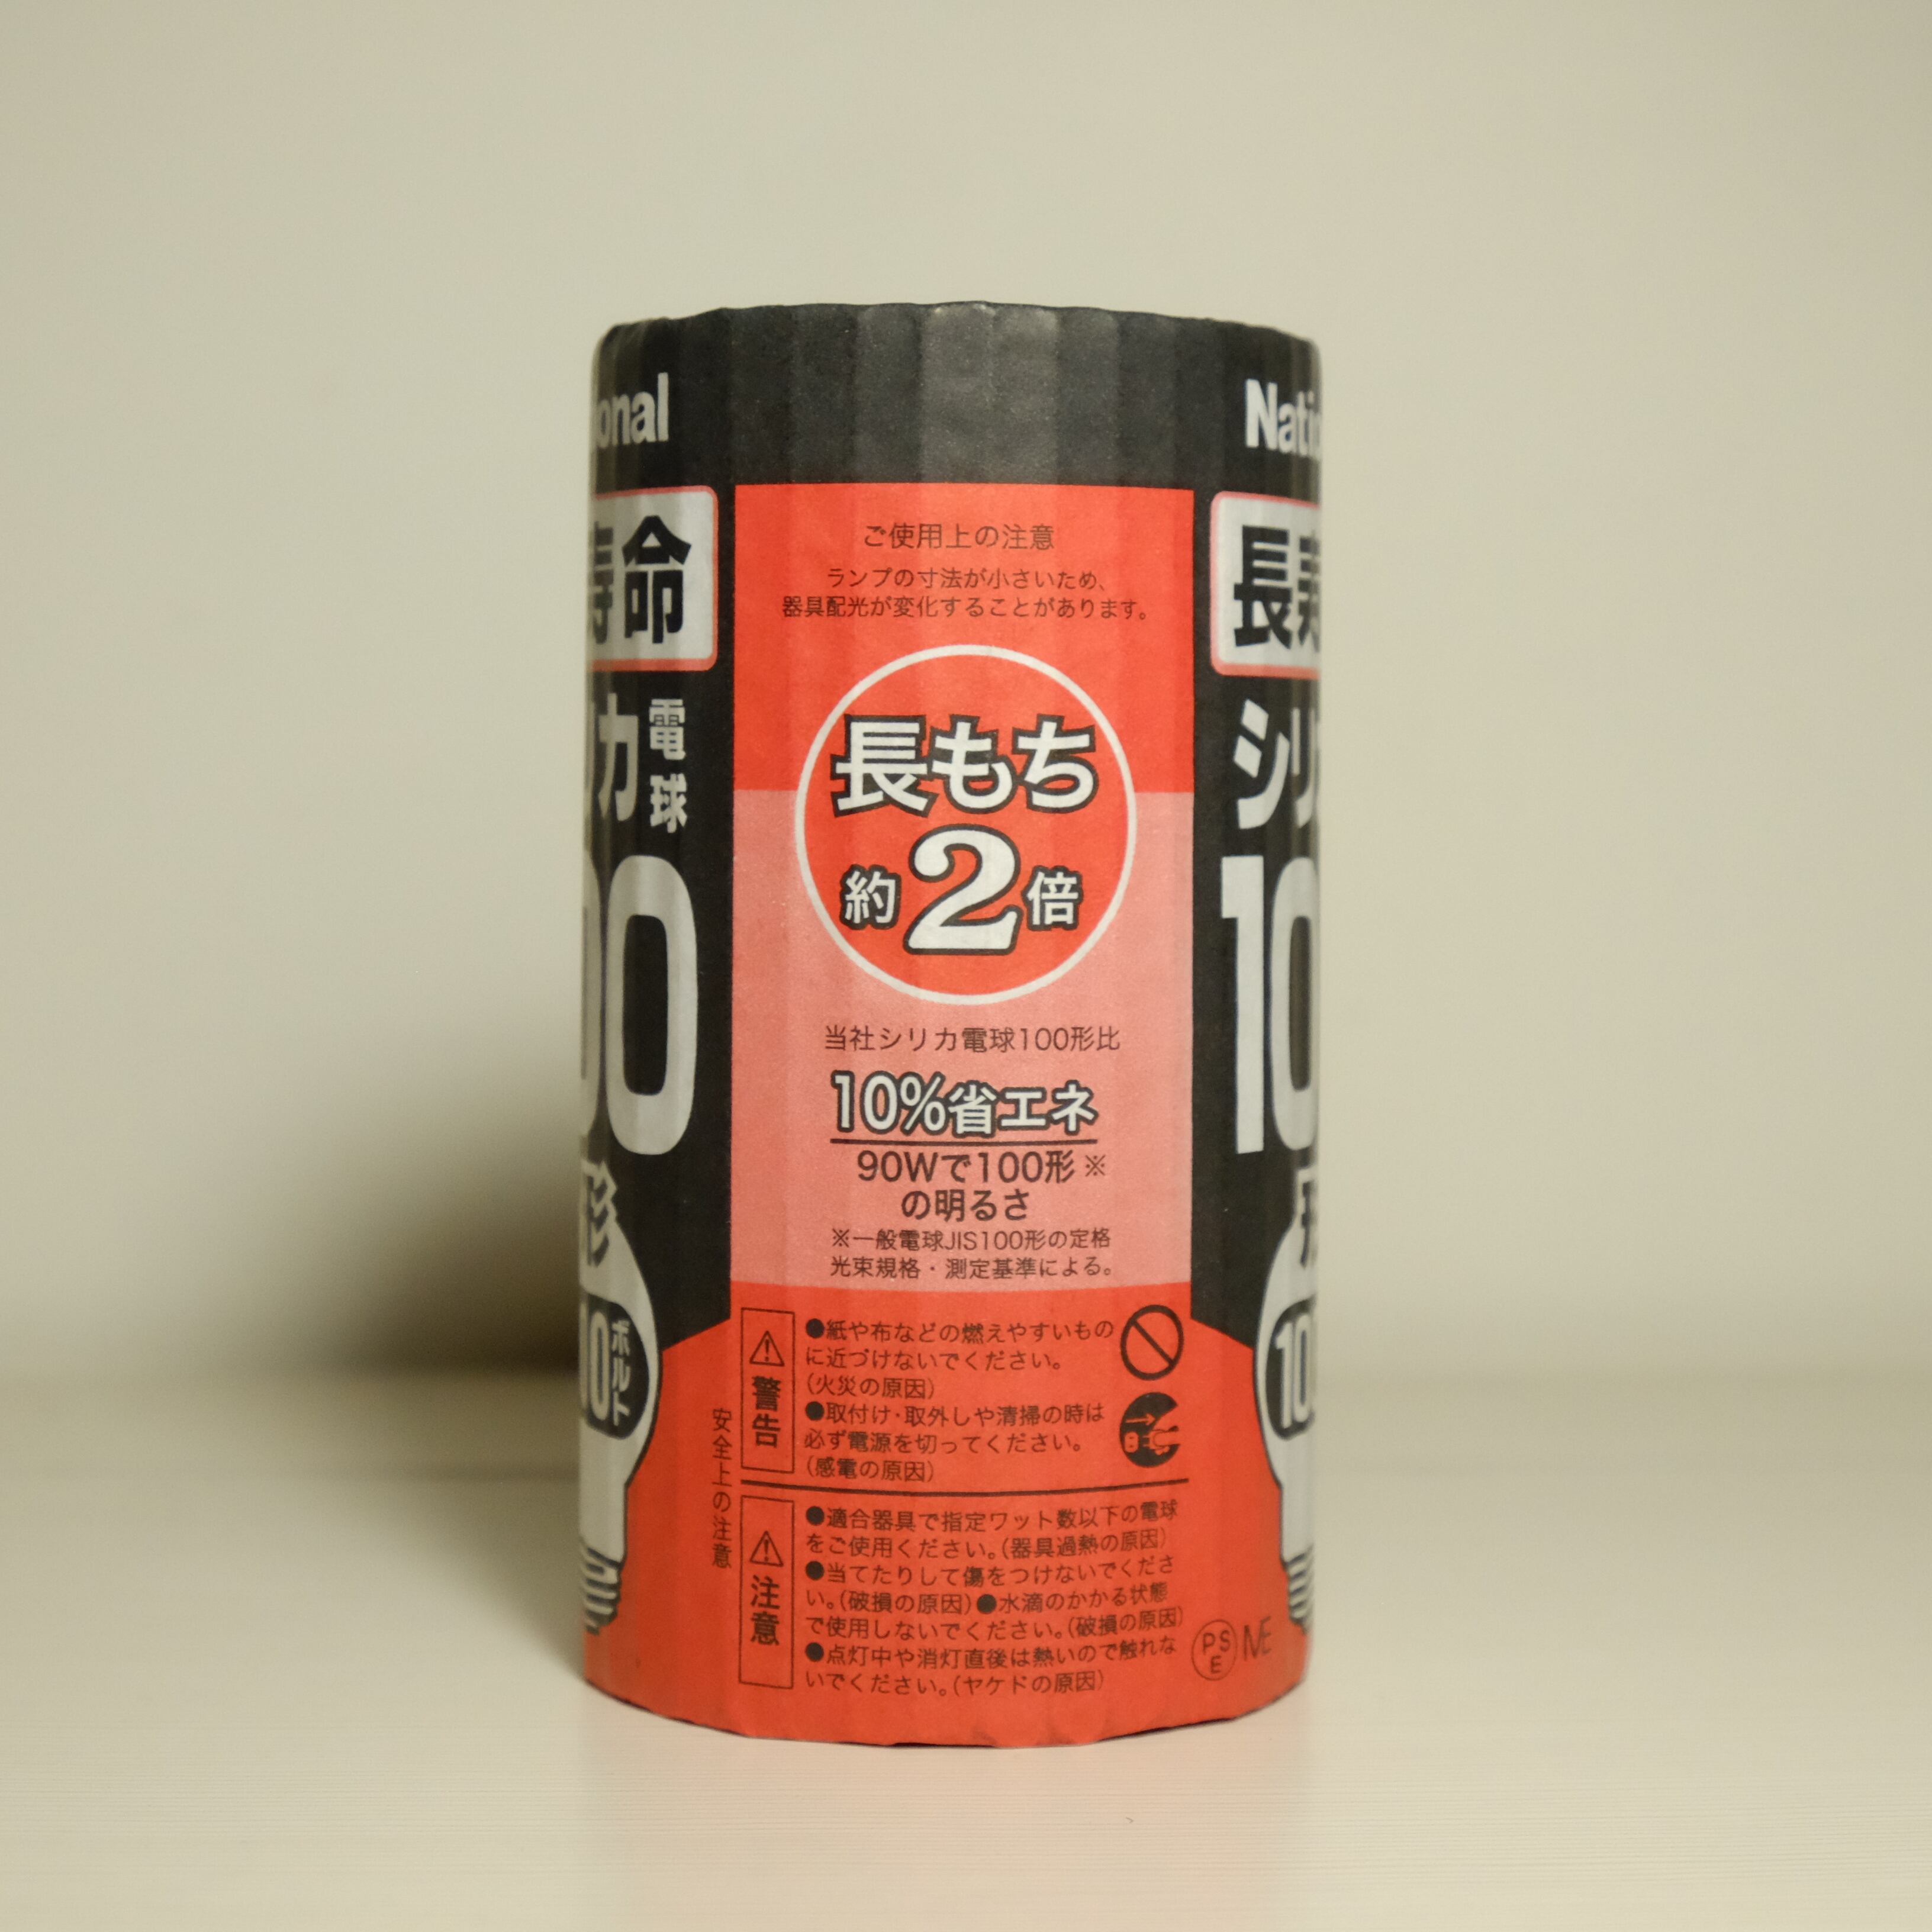 onal
寿命
リカ
電球
00
形
00
ボルト
ご使用上の注意
ランプの寸法が小さいため、
器具配光が変化することがあります。
長もち
約2倍
当社シリカ電球100形比
10%省エネ
90Wで100形※
の明るさ
※一般電球JIS100形の定格
光束規格・測定基準による。
安全上の注意
警告
●紙や布などの燃えやすいもの
に近づけないでください。
(火災の原因)
●取付け・取外しや清掃の時は
必ず電源を切ってください。
(感電の原因)
注意
●適合器具で指定ワット数以下の電球
をご使用ください。(器具過熱の原因)
●当てたりして傷をつけないでくださ
い。(破損の原因)●水滴のかかる状態
で使用しないでください。(破損の原因)
●点灯中や消灯直後は熱いので触れな
いでください。(ヤケドの原因)
PS
E
Natio
長寿
シリ
10
形
10